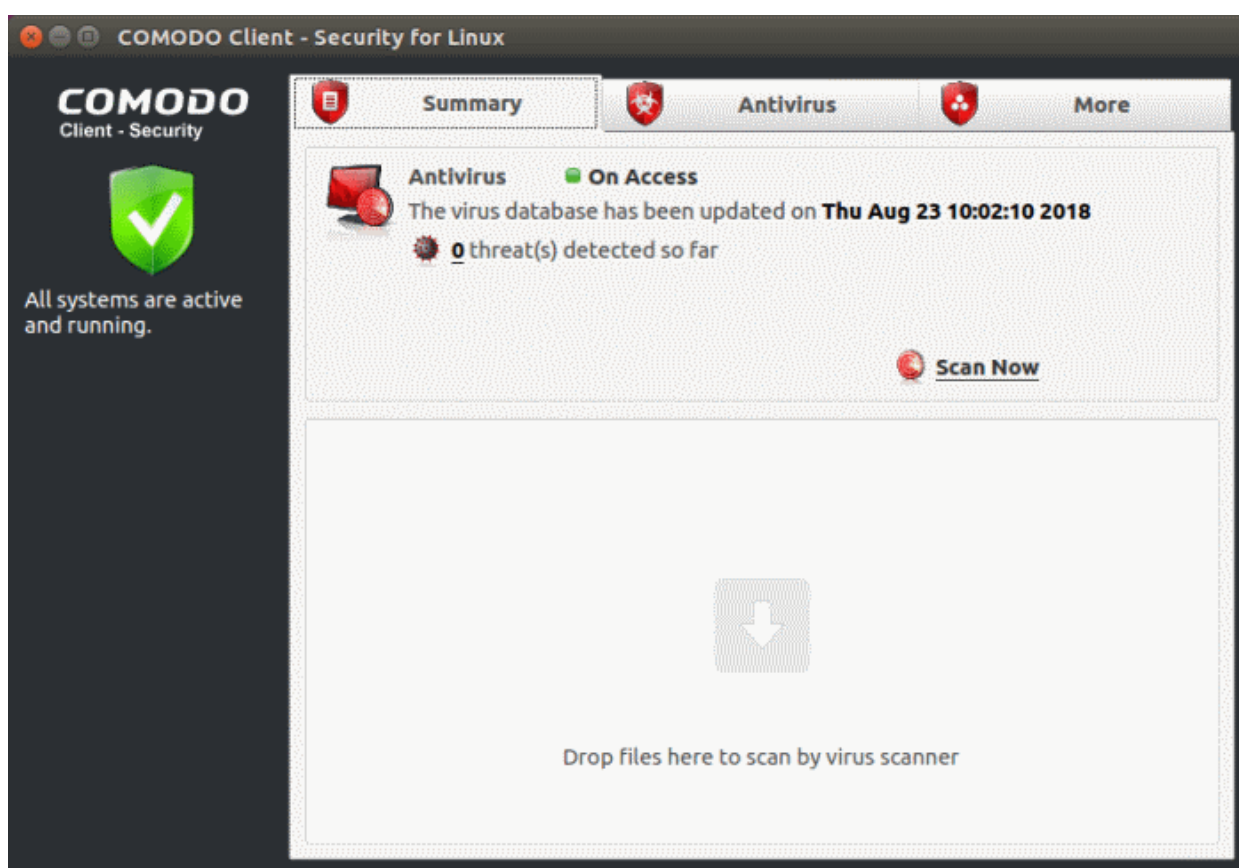 COMODO Client - Security for Linux
COMODO
Client - Security
All systems are active
and running.
Summary
Antivirus
More
Antivirus On Access
The virus database has been updated on Thu Aug 23 10:02:10 2018
0 threat(s) detected so far
Scan Now
Drop files here to scan by virus scanner